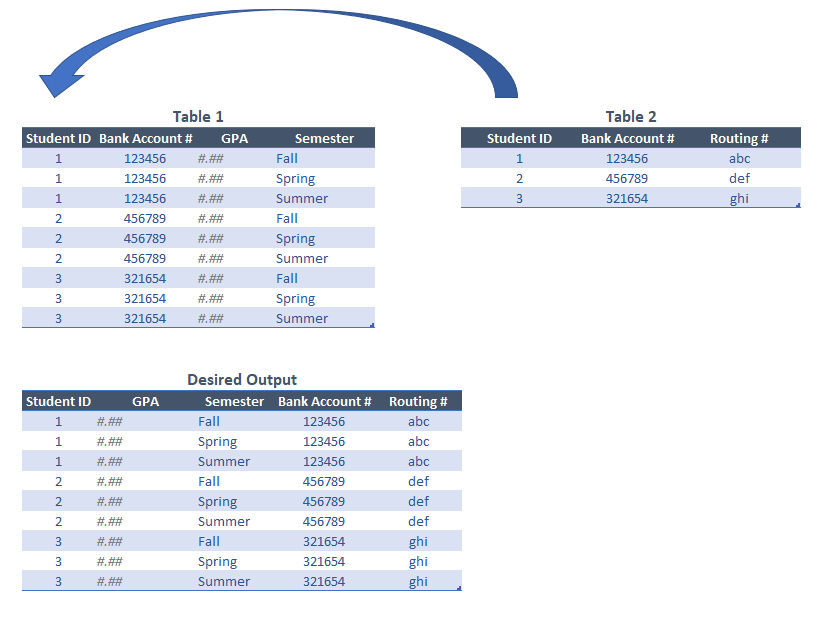 Table 1
Student ID Bank Account # GPA Semester
1 123456 #.## Fall
1 123456 #.## Spring
1 123456 #.## Summer
2 456789 #.## Fall
2 456789 #.## Spring
2 456789 #.## Summer
3 321654 #.## Fall
3 321654 #.## Spring
3 321654 #.## Summer
Table 2
Student ID Bank Account # Routing #
1 123456 abc
2 456789 def
3 321654 ghi
Desired Output
Student ID GPA Semester Bank Account # Routing #
1 #.## Fall 123456 abc
1 #.## Spring 123456 abc
1 #.## Summer 123456 abc
2 #.## Fall 456789 def
2 #.## Spring 456789 def
2 #.## Summer 456789 def
3 #.## Fall 321654 ghi
3 #.## Spring 321654 ghi
3 #.## Summer 321654 ghi